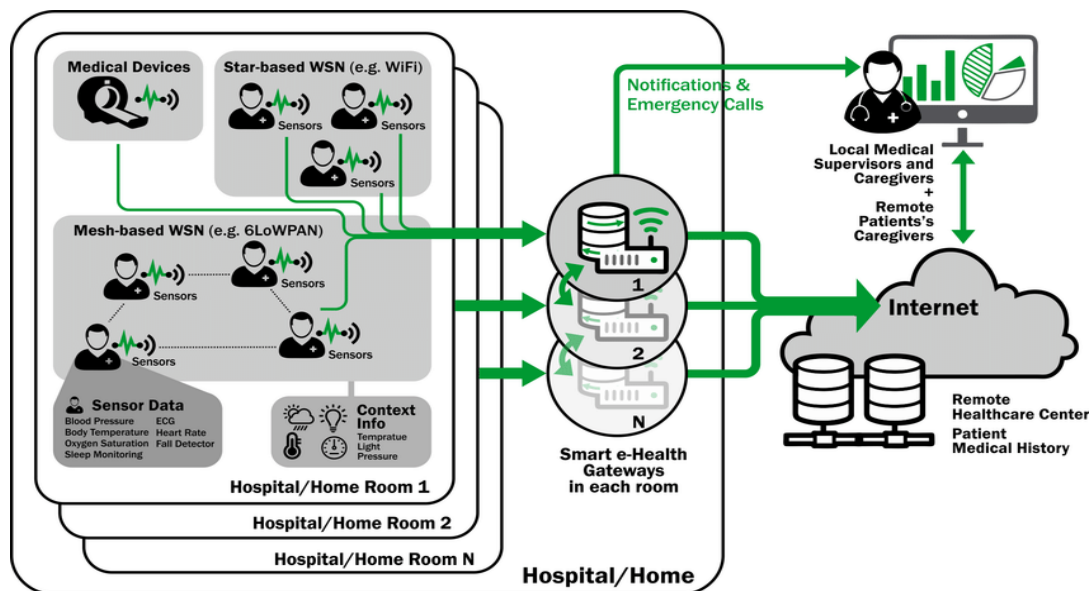 Medical Devices
Star-based WSN (e.g. WiFi)
Sensors
Sensors
Sensors
Mesh-based WSN (e.g. 6LoWPAN)
Sensors
Sensors
Sensors
Sensors
Sensor Data
Blood Pressure
Body Temperature
Oxygen Saturation
Sleep Monitoring
ECG
Heart Rate
Fall Detector
Context
Info
Tempratue
Light
Pressure
Hospital/Home Room 1
Hospital/Home Room 2
Hospital/Home Room N
Hospital/Home
1
2
N
Smart e-Health
Gateways
in each room
Notifications &
Emergency Calls
Local Medical
Supervisors and
Caregivers
+
Remote
Patients's
Caregivers
Internet
Remote
Healthcare Center
Patient
Medical History